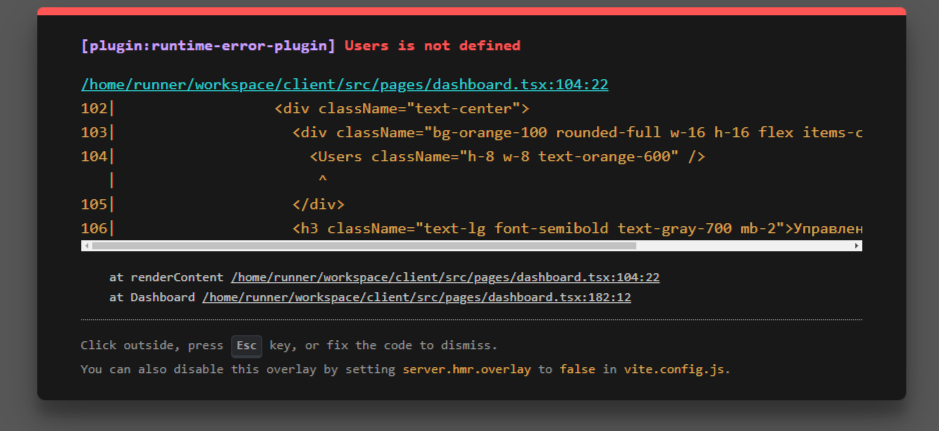 [plugin:runtime-error-plugin] Users is not defined
/home/runner/workspace/client/src/pages/dashboard.tsx:104:22
102|                  <div className="text-center">
103|                    <div className="bg-orange-100 rounded-full w-16 h-16 flex items-c
104|                      <Users className="h-8 w-8 text-orange-600" />
   |                       ^
105|                    </div>
106|                    <h3 className="text-lg font-semibold text-gray-700 mb-2">Управлен
at renderContent /home/runner/workspace/client/src/pages/dashboard.tsx:104:22
at Dashboard /home/runner/workspace/client/src/pages/dashboard.tsx:182:12
Click outside, press Esc key, or fix the code to dismiss.
You can also disable this overlay by setting server.hmr.overlay to false in vite.config.js.